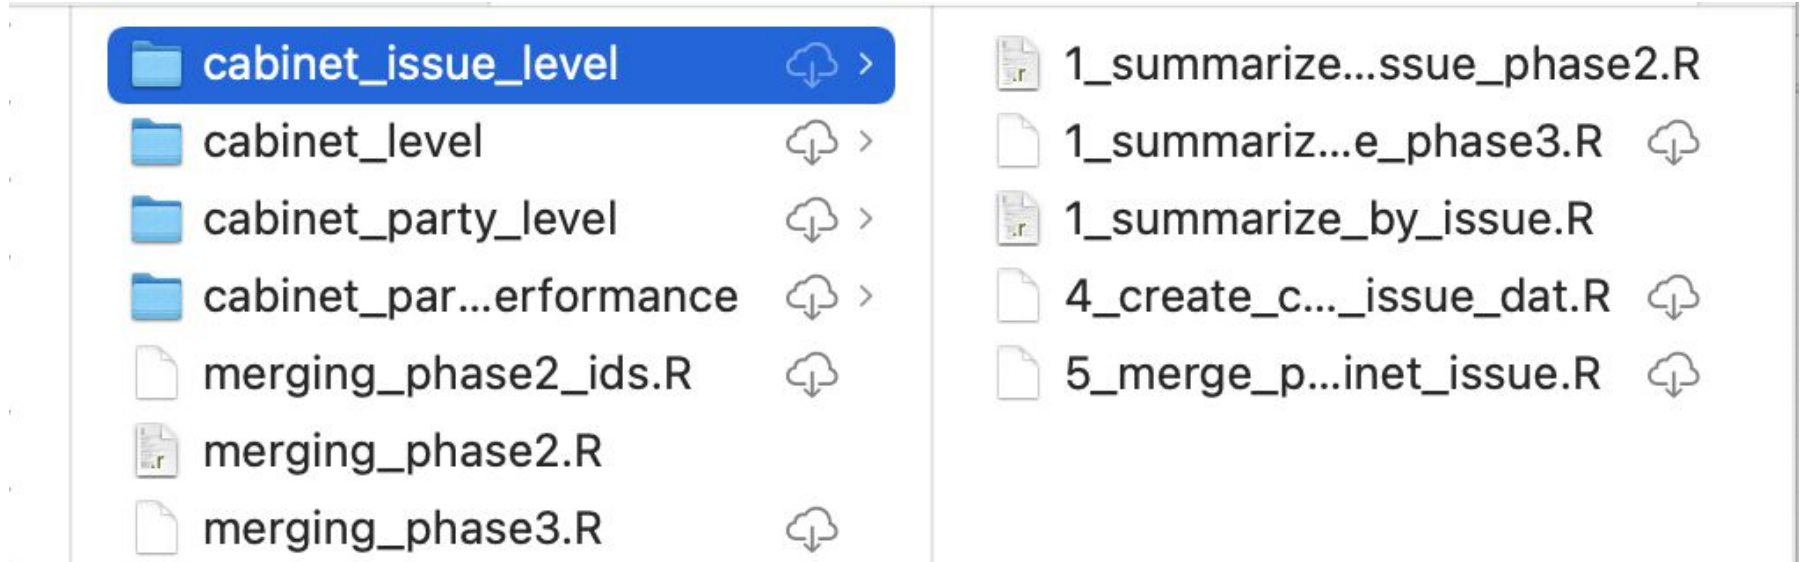 cabinet_issue_level
cabinet_level
cabinet_party_level
cabinet_par...erformance
merging_phase2_ids.R
merging_phase2.R
merging_phase3.R
1_summarize...ssue_phase2.R
1_summariz...e_phase3.R
1_summarize_by_issue.R
4_create_c..._issue_dat.R
5_merge_p...inet_issue.R